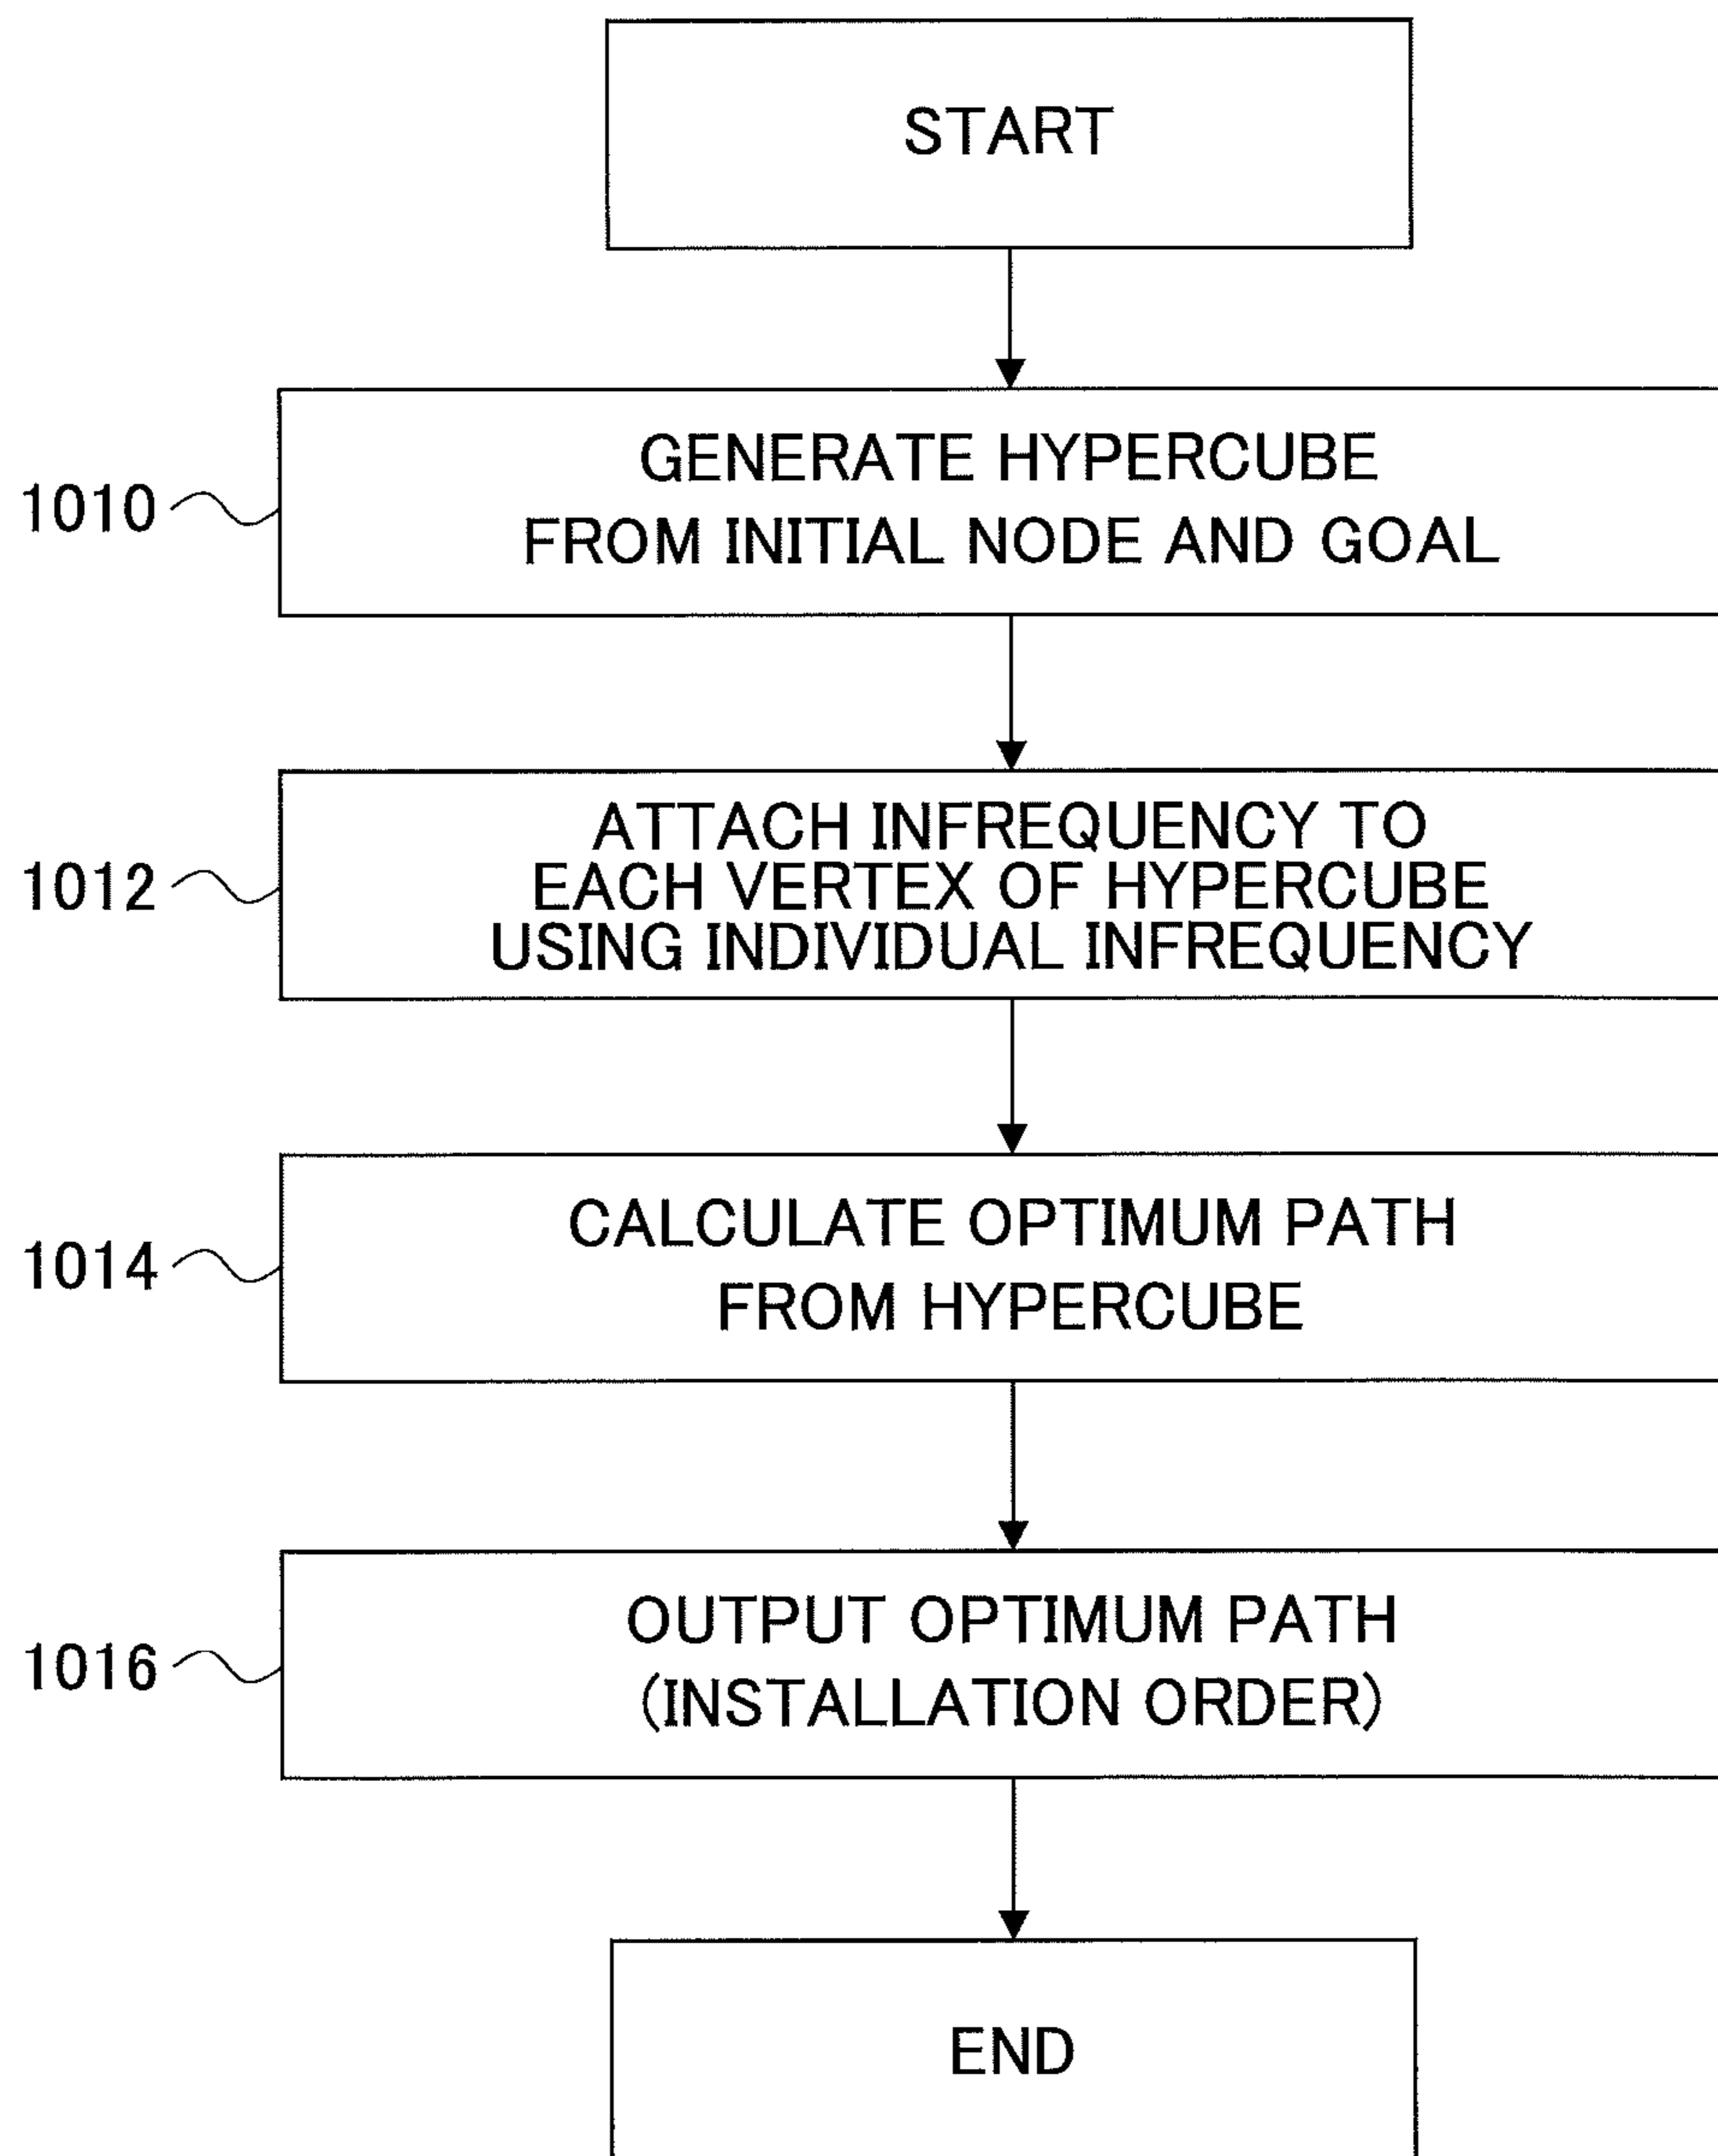 START
GENERATE HYPERCUBE
FROM INITIAL NODE AND GOAL
1010
ATTACH INFREQUENCY TO
EACH VERTEX OF HYPERCUBE
USING INDIVIDUAL INFREQUENCY
1012
CALCULATE OPTIMUM PATH
FROM HYPERCUBE
1014
OUTPUT OPTIMUM PATH
(INSTALLATION ORDER)
1016
END